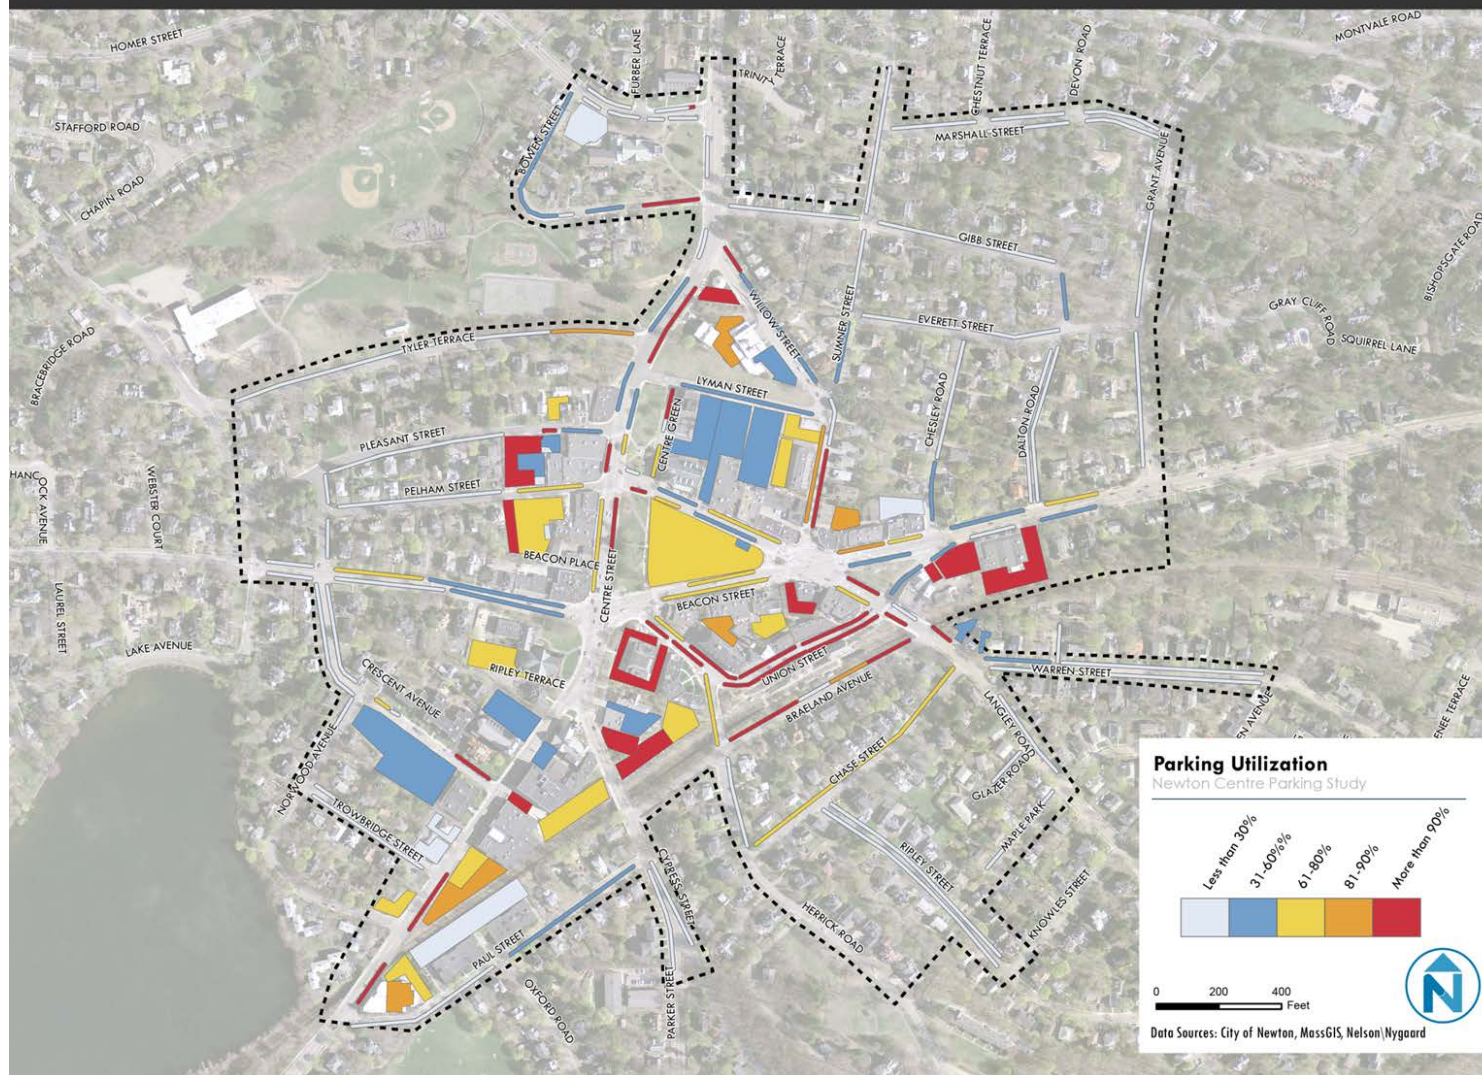 HOMER STREET
FURBER LANE
TRINITY TERRACE
CHESTNUT TERRACE
DEVON ROAD
MONTVALE ROAD
STAFFORD ROAD
BOWEN STREET
MARSHALL STREET
GRANT AVENUE
CHAPIN ROAD
GIBB STREET
BISHOPSGATE ROAD
WILLOW STREET
SUMNER STREET
EVERETT STREET
GRAY CLIFF ROAD
SQUIRREL LANE
BRACEBRIDGE ROAD
TYLER TERRACE
LYMAN STREET
CENTRE GREEN
CHESLEY ROAD
DALTON ROAD
PLEASANT STREET
PELHAM STREET
HANC
OCK AVENUE
WEBSTER COURT
BEACON PLACE
CENTRE STREET
BEACON STREET
LAUREL STREET
LAKE AVENUE
CRESCENT AVENUE
RIPLEY TERRACE
UNION STREET
BRAELAND AVENUE
WARREN STREET
LANGLEY ROAD
EN AVENUE
ENEE TERRACE
NORWOOD AVENUE
CHASE STREET
GLAZER ROAD
TROWBRIDGE STREET
MAPLE PARK
RIPLEY STREET
CYPRESS STREET
KNOWLES STREET
HERRICK ROAD
PAUL STREET
OXFORD ROAD
PARKER STREET
Parking Utilization
Newton Centre Parking Study
Less than 30%
31-60%%
61-80%
81-90%
More than 90%
0 200 400
Feet
N
Data Sources: City of Newton, MassGIS, Nelson\Nygaard